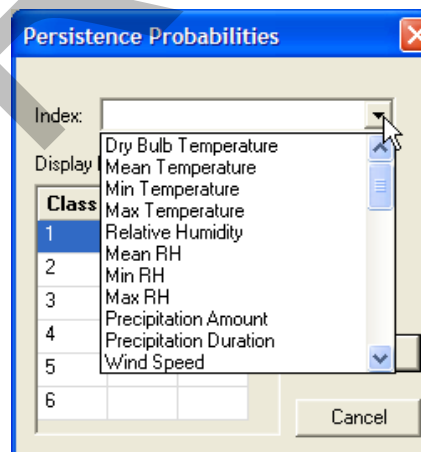 Persistence Probabilities
Index:
Dry Bulb Temperature
Mean Temperature
Min Temperature
Max Temperature
Relative Humidity
Mean RH
Min RH
Max RH
Precipitation Amount
Precipitation Duration
Wind Speed
Display
Class
1
2
3
4
5
6
Cancel